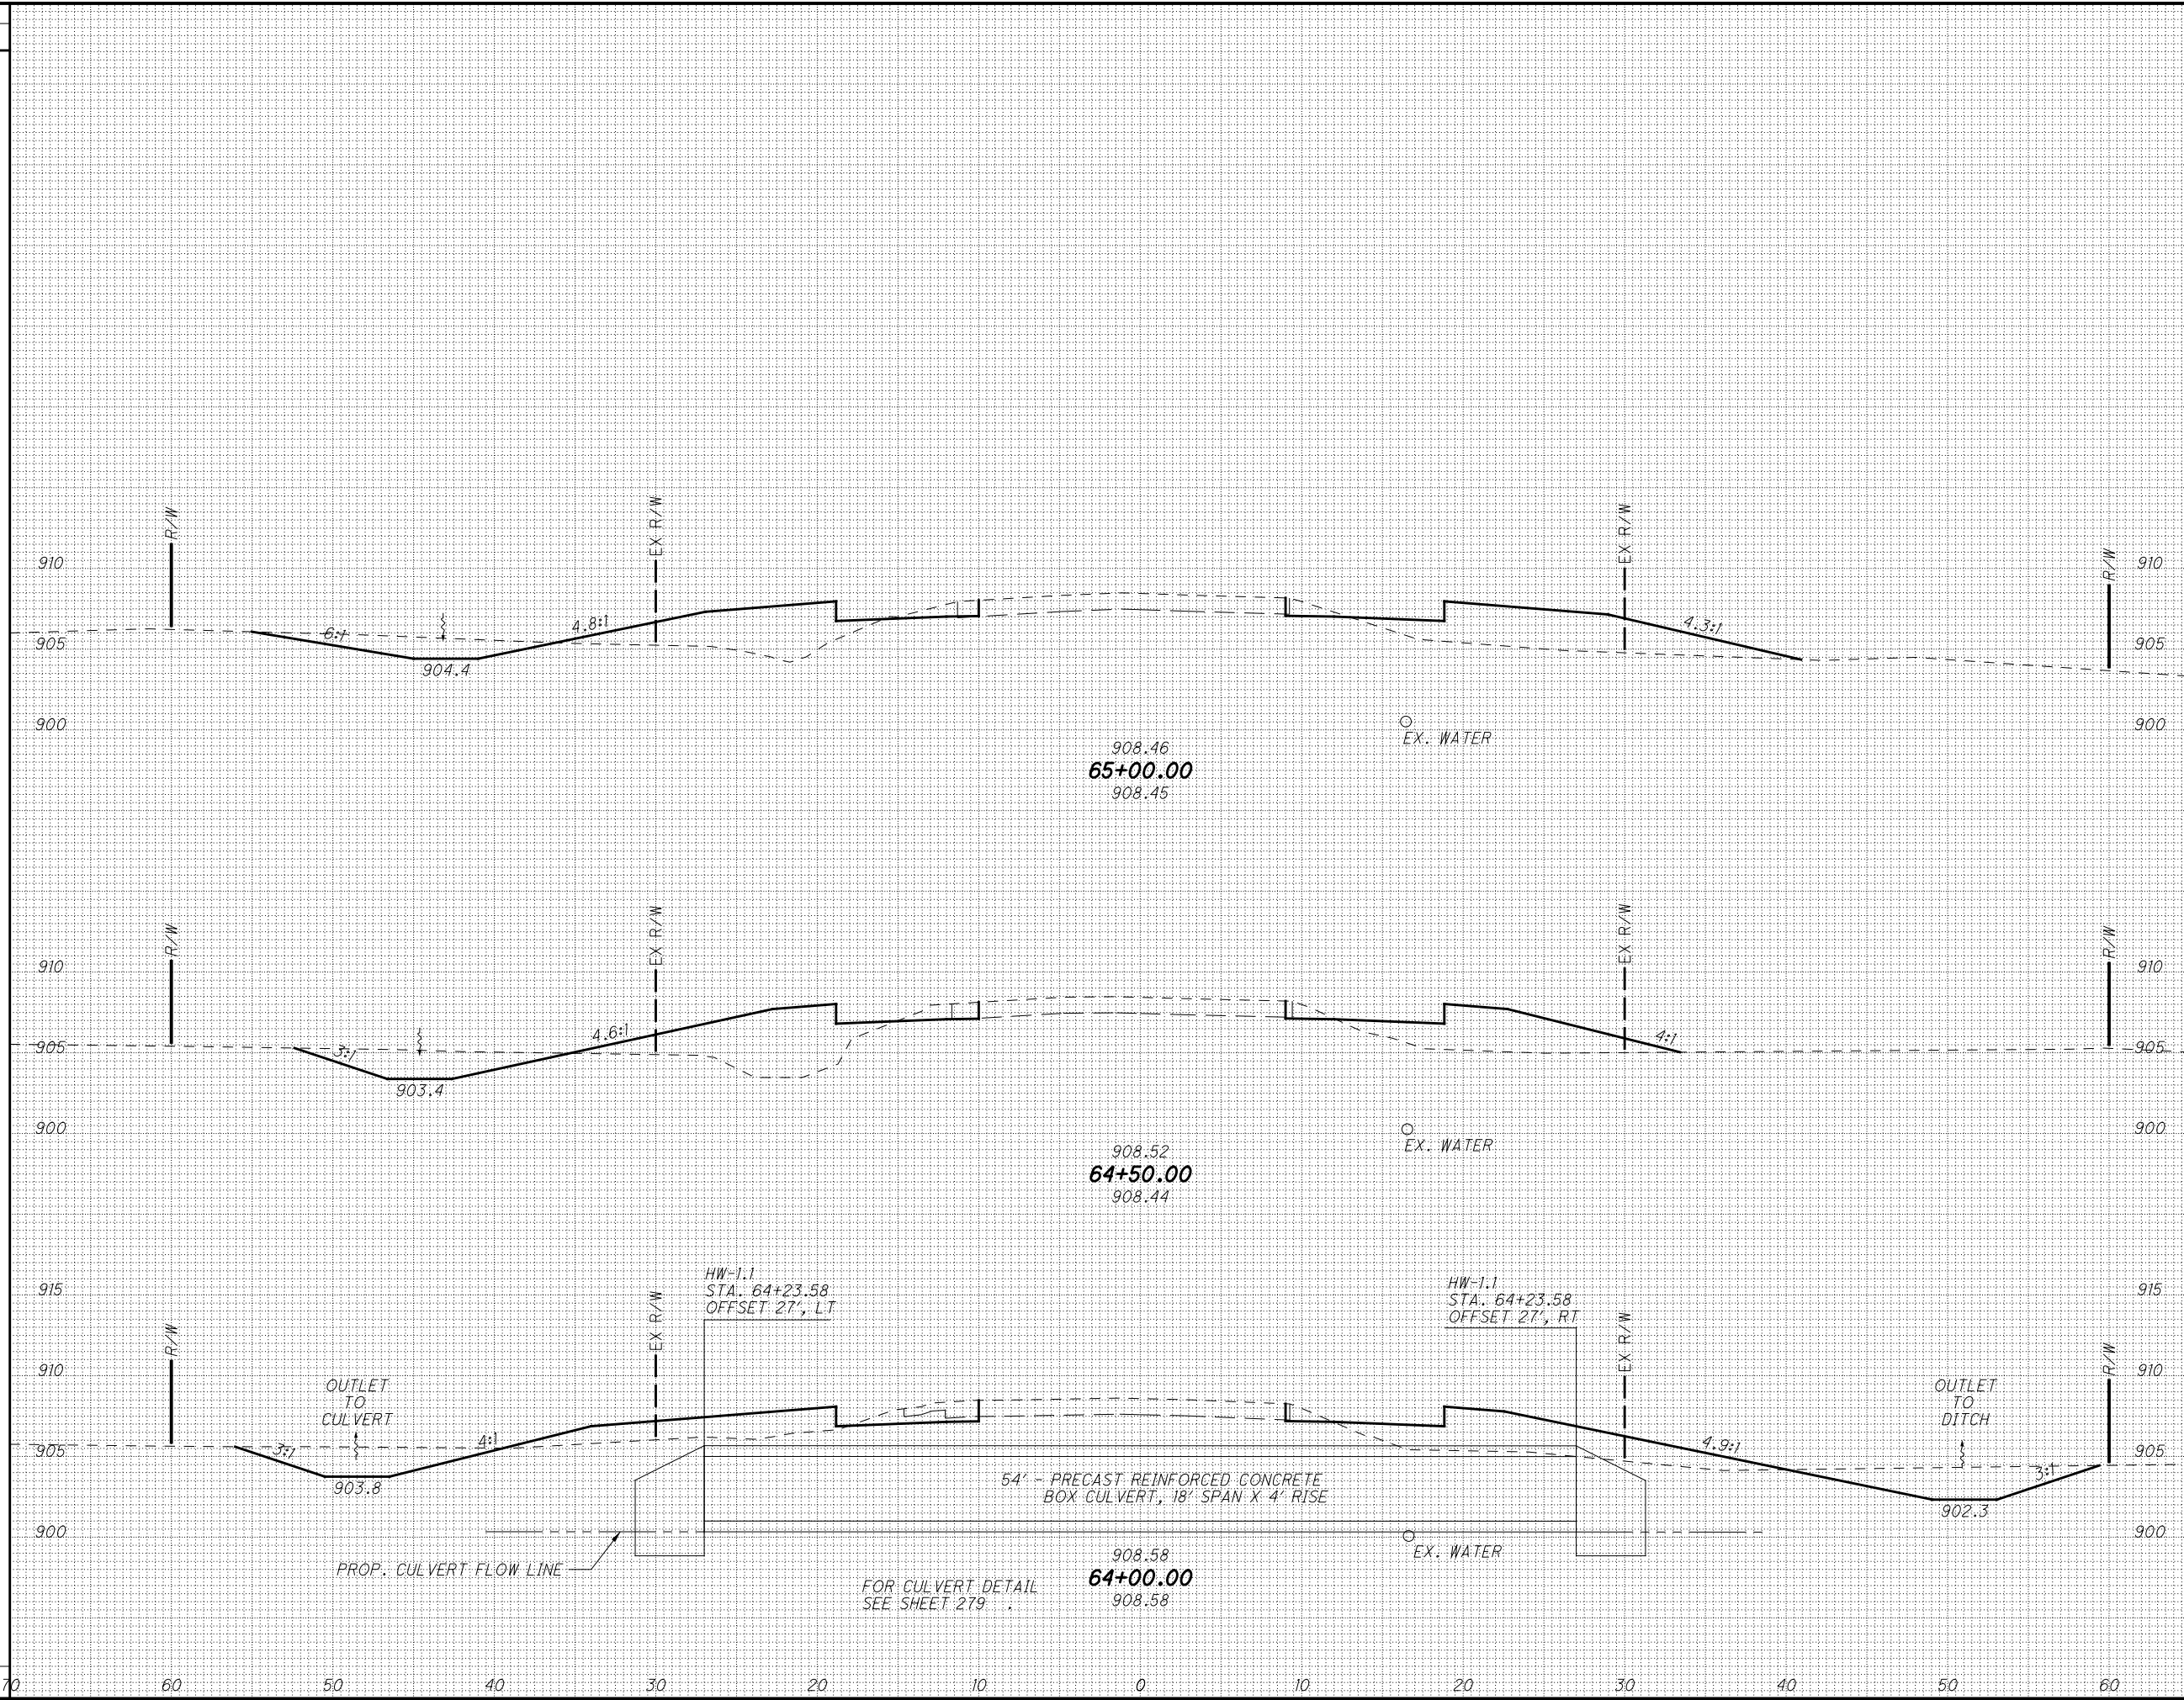 R/W
EX R/W
EX R/W
R/W
910
910
6:1
4.8:1
4.3:1
905
905
904.4
900
900
EX. WATER
908.46
65+00.00
908.45
R/W
EX R/W
EX R/W
R/W
910
910
3:1
4.6:1
4:1
905
905
903.4
900
900
EX. WATER
908.52
64+50.00
908.44
915
915
HW-1.1
STA. 64+23.58
OFFSET 27', LT
HW-1.1
STA. 64+23.58
OFFSET 27', RT
R/W
EX R/W
EX R/W
R/W
910
910
OUTLET
TO
CULVERT
OUTLET
TO
DITCH
905
3:1
4:1
4.9:1
3:1
905
903.8
902.3
54' - PRECAST REINFORCED CONCRETE
BOX CULVERT, 18' SPAN X 4' RISE
900
900
EX. WATER
PROP. CULVERT FLOW LINE
908.58
64+00.00
908.58
FOR CULVERT DETAIL
SEE SHEET 279 .
70 60 50 40 30 20 10 0 10 20 30 40 50 60